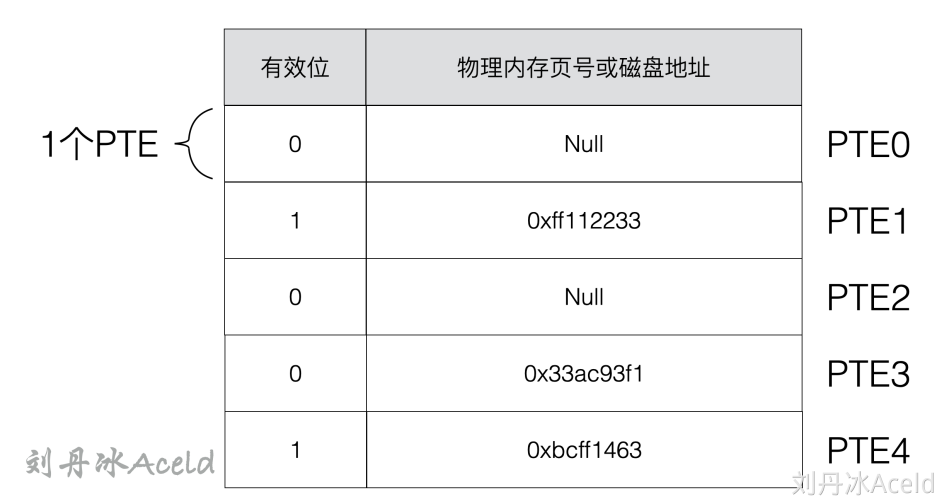 有效位 物理内存页号或磁盘地址
1个PTE 0 Null PTE0
1 0xff112233 PTE1
0 Null PTE2
0 0x33ac93f1 PTE3
1 0xbcff1463 PTE4
刘丹冰Aceld
刘丹冰Aceld